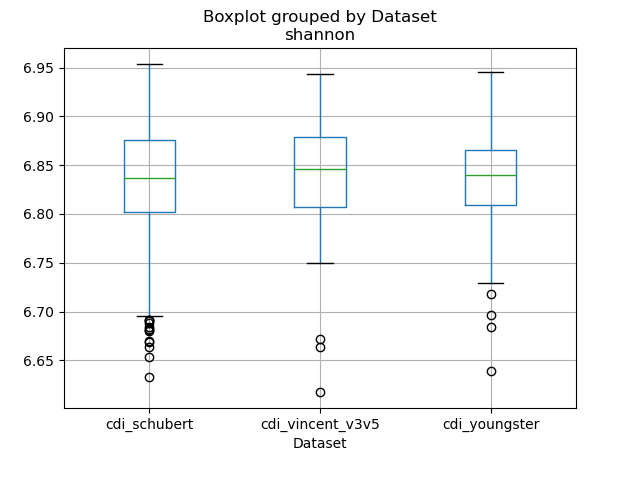 Boxplot grouped by Dataset
shannon
6.95
6.90
6.85
6.80
6.75
6.70
6.65
cdi_schubert
cdi_vincent_v3v5
cdi_youngster
Dataset